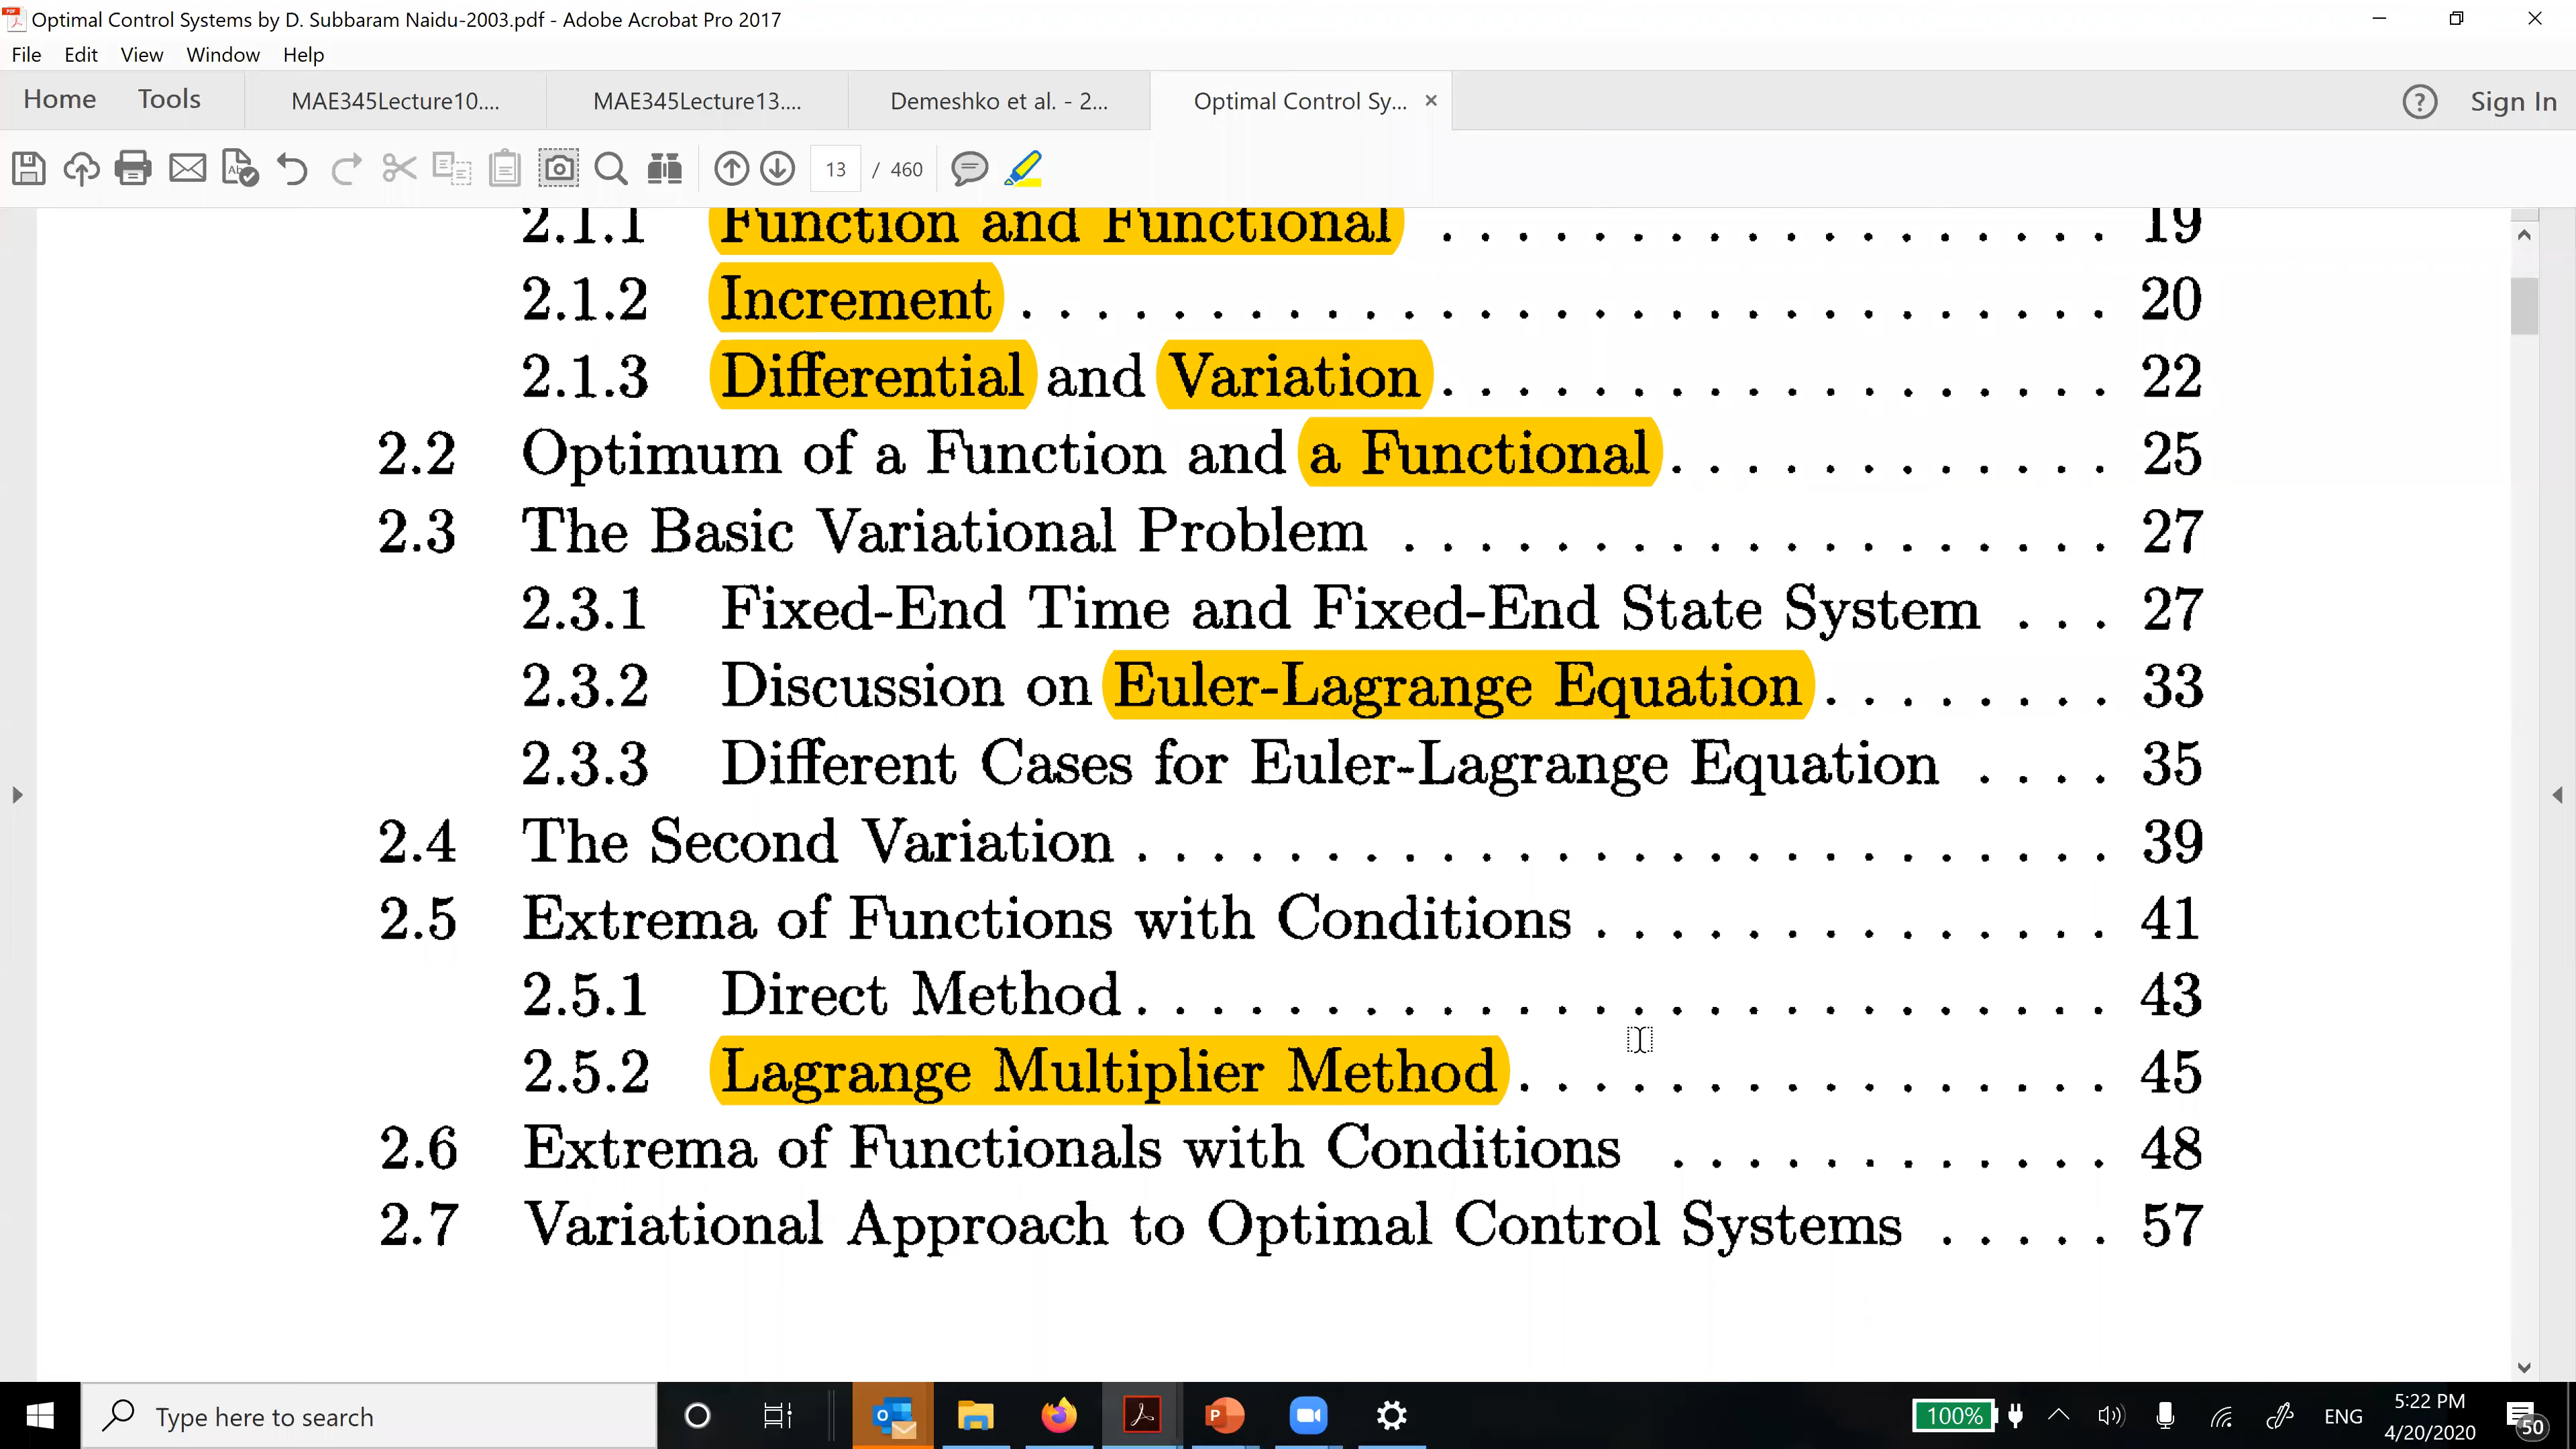 Optimal Control Systems by D. Subbaram Naidu-2003.pdf - Adobe Acrobat Pro 2017
File Edit View Window Help
Home Tools MAE345Lecture10.... MAE345Lecture13.... Demeshko et al. - 2... Optimal Control Sy... × ? Sign In
13 / 460
2.1.1 Function and Functional . . . . . . . . . . . . . . . . . . 19
2.1.2 Increment . . . . . . . . . . . . . . . . . . . . . . . . . . . . . 20
2.1.3 Differential and Variation . . . . . . . . . . . . . . . . . . 22
2.2 Optimum of a Function and a Functional . . . . . . . . . . . . 25
2.3 The Basic Variational Problem . . . . . . . . . . . . . . . . . . . 27
2.3.1 Fixed-End Time and Fixed-End State System . . . 27
2.3.2 Discussion on Euler-Lagrange Equation . . . . . . . . 33
2.3.3 Different Cases for Euler-Lagrange Equation . . . . 35
2.4 The Second Variation . . . . . . . . . . . . . . . . . . . . . . . . . . 39
2.5 Extrema of Functions with Conditions . . . . . . . . . . . . . . 41
2.5.1 Direct Method . . . . . . . . . . . . . . . . . . . . . . . . . . 43
2.5.2 Lagrange Multiplier Method . . . . . . . . . . . . . . . . 45
2.6 Extrema of Functionals with Conditions . . . . . . . . . . . . 48
2.7 Variational Approach to Optimal Control Systems . . . . . 57
Type here to search 100% ENG 5:22 PM 50
4/20/2020